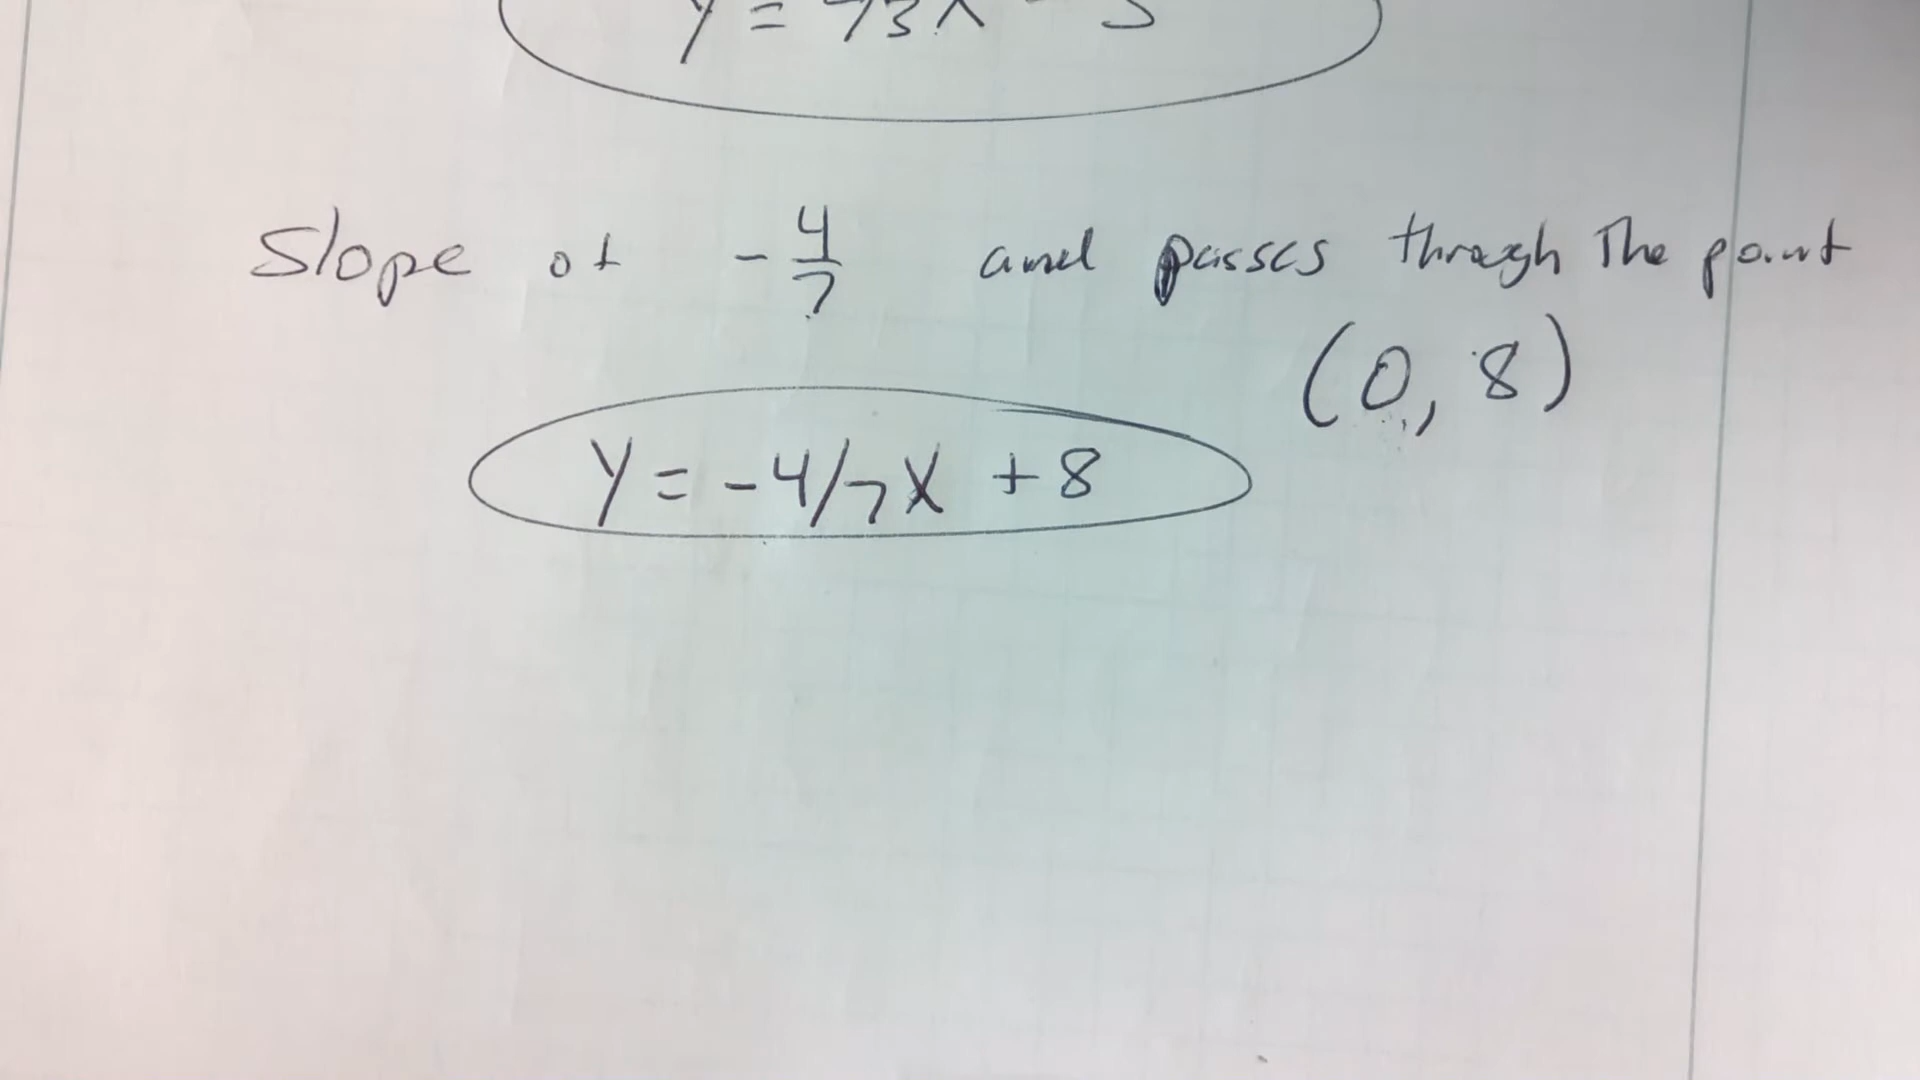 Slope of - 4/7 and passes through The point
(0, 8)
y = -4/7x + 8